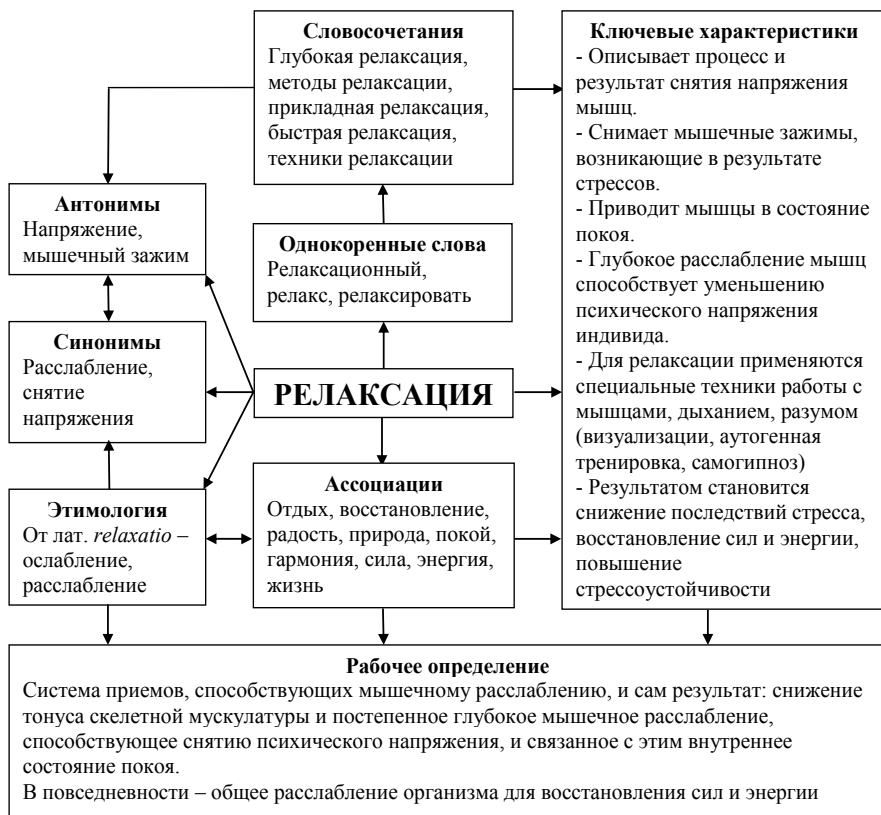 Словосочетания
Глубокая релаксация,
методы релаксации,
прикладная релаксация,
быстрая релаксация,
техники релаксации
Ключевые характеристики
- Описывает процесс и
результат снятия напряжения
мышц.
- Снимает мышечные зажимы,
возникающие в результате
стрессов.
- Приводит мышцы в состояние
покоя.
- Глубокое расслабление мышц
способствует уменьшению
психического напряжения
индивида.
- Для релаксации применяются
специальные техники работы с
мышцами, дыханием, разумом
(визуализации, аутогенная
тренировка, самогипноз)
- Результатом становится
снижение последствий стресса,
восстановление сил и энергии,
повышение
стрессоустойчивости
Антонимы
Напряжение,
мышечный зажим
Однокоренные слова
Релаксационный,
релакс, релаксировать
Синонимы
Расслабление,
снятие
напряжения
РЕЛАКСАЦИЯ
Этимология
От лат. relaxatio –
ослабление,
расслабление
Ассоциации
Отдых, восстановление,
радость, природа, покой,
гармония, сила, энергия,
жизнь
Рабочее определение
Система приемов, способствующих мышечному расслаблению, и сам результат: снижение
тонуса скелетной мускулатуры и постепенное глубокое мышечное расслабление,
способствующее снятию психического напряжения, и связанное с этим внутреннее
состояние покоя.
В повседневности – общее расслабление организма для восстановления сил и энергии